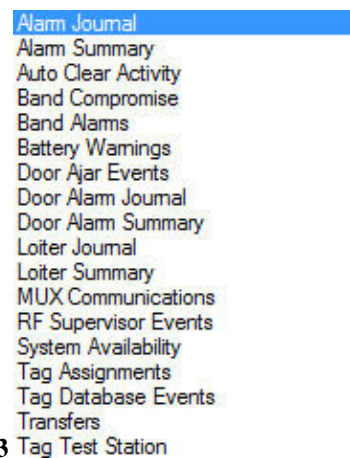 Alarm Journal
Alarm Summary
Auto Clear Activity
Band Compromise
Band Alarms
Battery Warnings
Door Ajar Events
Door Alarm Journal
Door Alarm Summary
Loiter Journal
Loiter Summary
MUX Communications
RF Supervisor Events
System Availability
Tag Assignments
Tag Database Events
Transfers
3 Tag Test Station